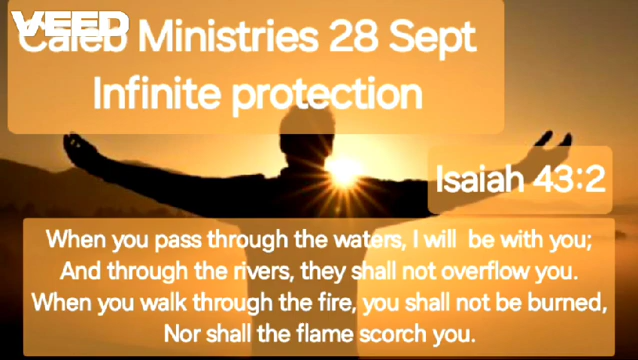 VEED
Caleb Ministries 28 Sept
Infinite protection
Isaiah 43:2
When you pass through the waters, I will be with you;
And through the rivers, they shall not overflow you.
When you walk through the fire, you shall not be burned,
Nor shall the flame scorch you.